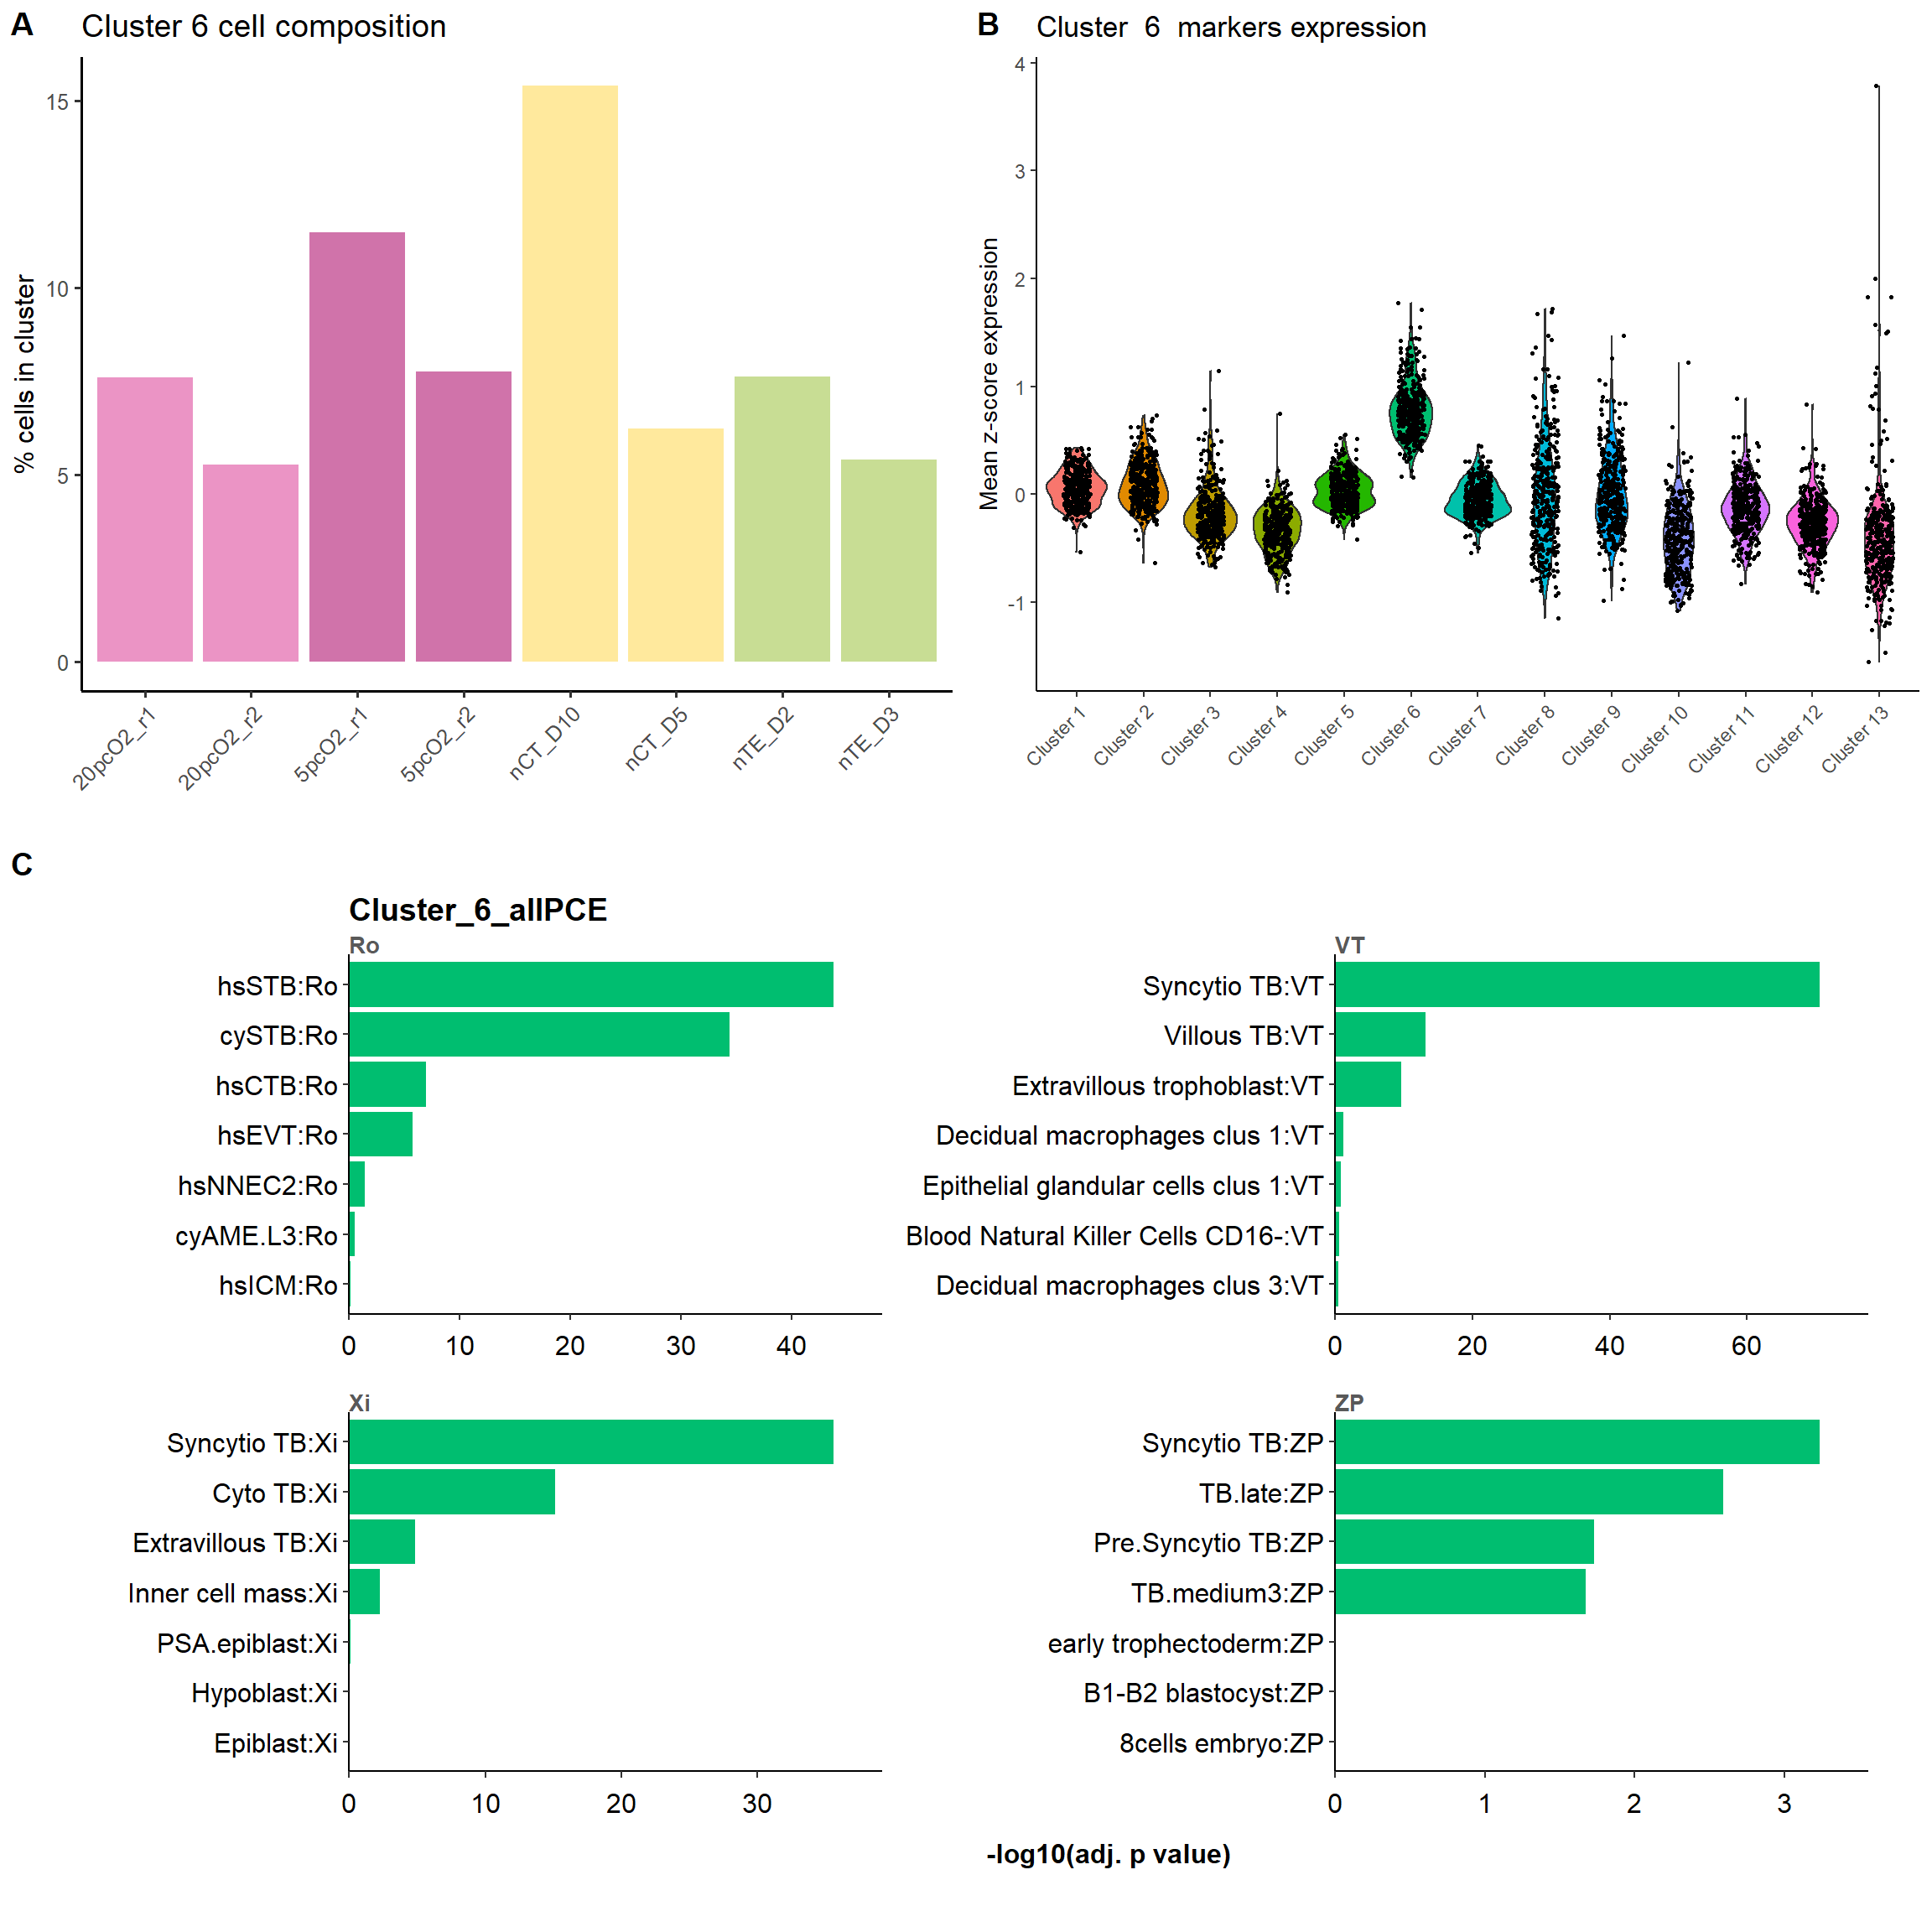 A
Cluster 6 cell composition
% cells in cluster
15
10
5
0
20pcO2_r1
20pcO2_r2
5pcO2_r1
5pcO2_r2
nCT_D10
nCT_D5
nTE_D2
nTE_D3
B
Cluster 6 markers expression
Mean z-score expression
4
3
2
1
0
-1
Cluster 1
Cluster 2
Cluster 3
Cluster 4
Cluster 5
Cluster 6
Cluster 7
Cluster 8
Cluster 9
Cluster 10
Cluster 11
Cluster 12
Cluster 13
C
Cluster_6_allPCE
Ro
hsSTB:Ro
cySTB:Ro
hsCTB:Ro
hsEVT:Ro
hsNNEC2:Ro
cyAME.L3:Ro
hsICM:Ro
0 10 20 30 40
VT
Syncytio TB:VT
Villous TB:VT
Extravillous trophoblast:VT
Decidual macrophages clus 1:VT
Epithelial glandular cells clus 1:VT
Blood Natural Killer Cells CD16-:VT
Decidual macrophages clus 3:VT
0 20 40 60
Xi
Syncytio TB:Xi
Cyto TB:Xi
Extravillous TB:Xi
Inner cell mass:Xi
PSA.epiblast:Xi
Hypoblast:Xi
Epiblast:Xi
0 10 20 30
ZP
Syncytio TB:ZP
TB.late:ZP
Pre.Syncytio TB:ZP
TB.medium3:ZP
early trophectoderm:ZP
B1-B2 blastocyst:ZP
8cells embryo:ZP
0 1 2 3
-log10(adj. p value)